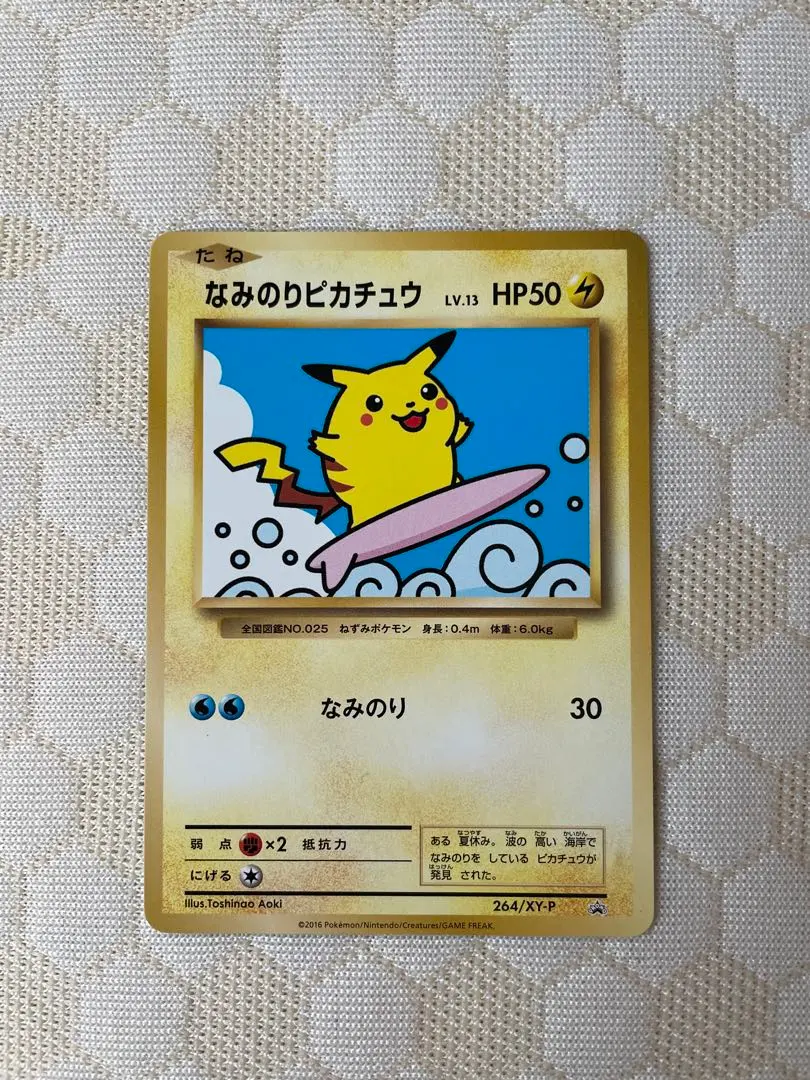 たね
なみのりピカチュウ LV.13 HP50
全国図鑑NO.025 ねずみポケモン 身長:0.4m 体重:6.0kg
なみのり 30
弱点 ×2 抵抗力
にげる
ある 夏休み。 波の 高い 海岸で
なみのりを している ピカチュウが
発見 された。
Illus.Toshinao Aoki
264/XY-P
©2016 Pokémon/Nintendo/Creatures/GAME FREAK.